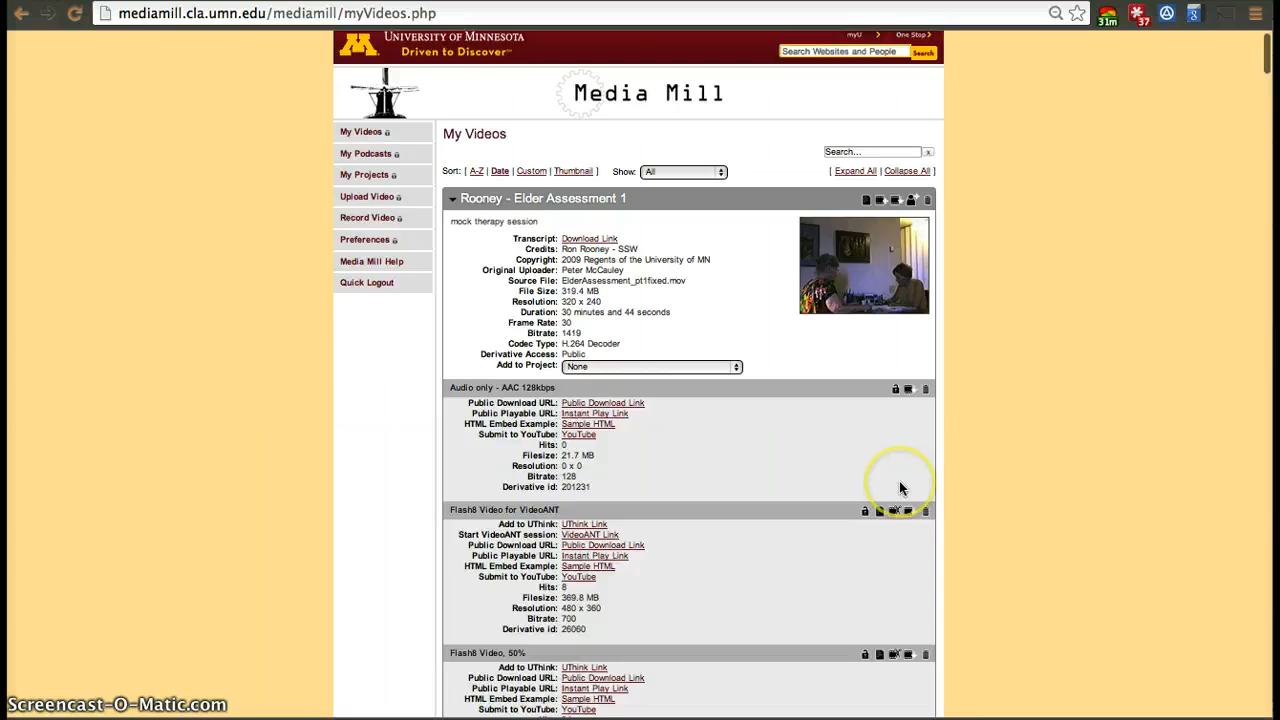 mediamill.cla.umn.edu/mediamill/myVideos.php
31m
37
UNIVERSITY OF MINNESOTA
Driven to Discover
myU
One Stop
Search Websites and People
Search
Media Mill
My Videos
My Podcasts
My Projects
Upload Video
Record Video
Preferences
Media Mill Help
Quick Logout
My Videos
Search...
x
Sort: [ A-Z | Date | Custom | Thumbnail ] Show: All
[ Expand All | Collapse All ]
Rooney - Elder Assessment 1
mock therapy session
Transcript: Download Link
Credits: Ron Rooney - SSW
Copyright: 2009 Regents of the University of MN
Original Uploader: Peter McCauley
Source File: ElderAssessment_pt1fixed.mov
File Size: 319.4 MB
Resolution: 320 x 240
Duration: 30 minutes and 44 seconds
Frame Rate: 30
Bitrate: 1419
Codec Type: H.264 Decoder
Derivative Access: Public
Add to Project: None
Audio only - AAC 128kbps
Public Download URL: Public Download Link
Public Playable URL: Instant Play Link
HTML Embed Example: Sample HTML
Submit to YouTube: YouTube
Hits: 0
Filesize: 21.7 MB
Resolution: 0 x 0
Bitrate: 128
Derivative id: 201231
Flash8 Video for VideoANT
Add to UThink: UThink Link
Start VideoANT session: VideoANT Link
Public Download URL: Public Download Link
Public Playable URL: Instant Play Link
HTML Embed Example: Sample HTML
Submit to YouTube: YouTube
Hits: 8
Filesize: 369.8 MB
Resolution: 480 x 360
Bitrate: 700
Derivative id: 26060
Flash8 Video, 50%
Add to UThink: UThink Link
Public Download URL: Public Download Link
Public Playable URL: Instant Play Link
HTML Embed Example: Sample HTML
Submit to YouTube: YouTube
Screencast-O-Matic.com